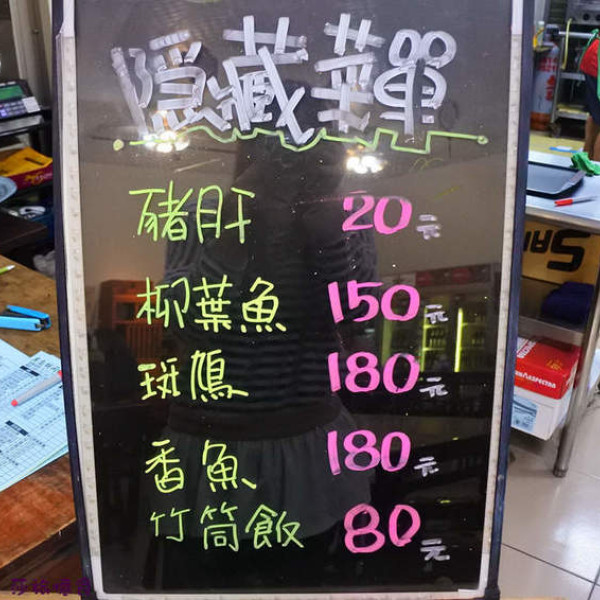 隱藏菜單
豬肝 20元
柳葉魚 150元
斑鳩 180元
香魚 180元
竹筒飯 80元